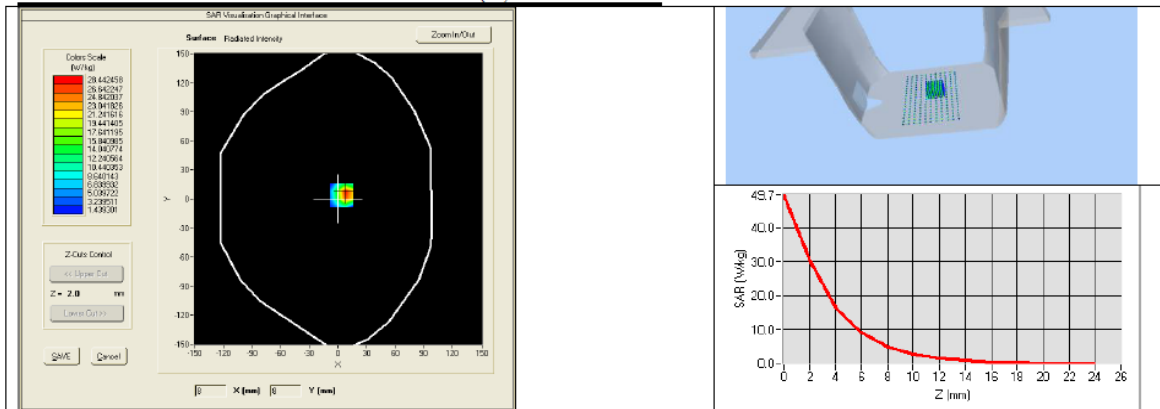 SAR Visualisation Graphical Interface
Surface Radiated Intensity
Zoom In/Out
Colors Scale
(W/kg)
28.442458
26.642247
24.842037
23.041826
21.241616
19.441405
17.641195
15.840985
14.040774
12.240564
10.440353
8.640143
6.839932
5.039722
3.239511
1.439301
150
120
90
60
30
0
-30
-60
-90
-120
-150
Y
-150 -120 -90 -60 -30 0 30 60 90 120 150
X
Z-Cuts Control
<< Upper Cut
Z = 2.0 mm
Lower Cut >>
SAVE Cancel
8 X (mm) 8 Y (mm)
49.7
40.0
30.0
20.0
10.0
0.0
SAR (W/kg)
0 2 4 6 8 10 12 14 16 18 20 22 24 26
Z (mm)